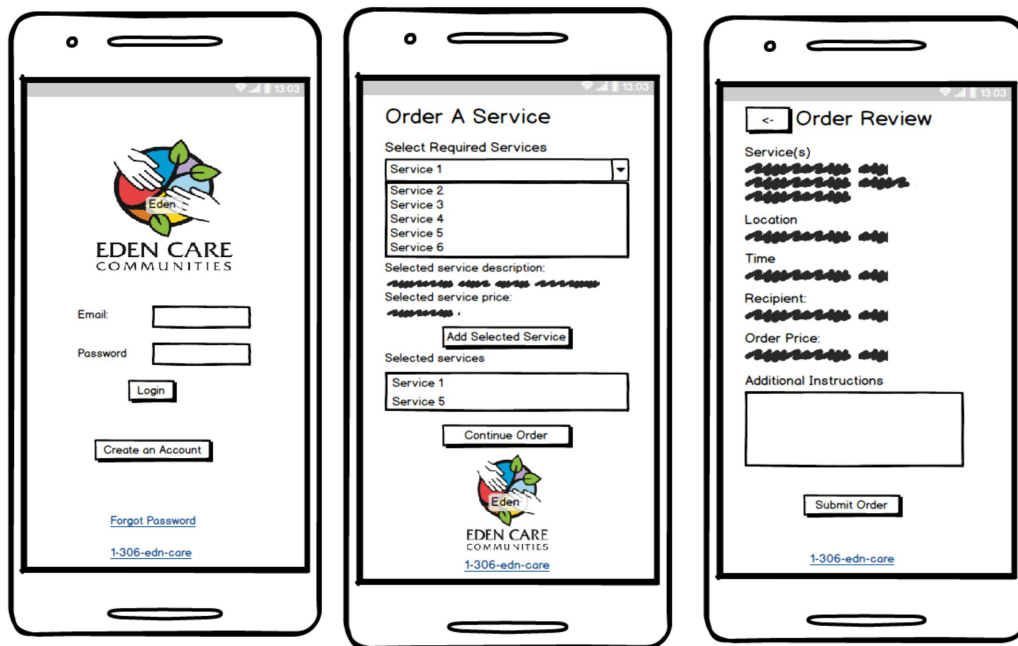 13:03
Eden
EDEN CARE
COMMUNITIES
Email:
Password
Login
Create an Account
Forgot Password
1-306-edn-care
13:03
Order A Service
Select Required Services
Service 1
Service 2
Service 3
Service 4
Service 5
Service 6
Selected service description:
Selected service price:
Add Selected Service
Selected services
Service 1
Service 5
Continue Order
Eden
EDEN CARE
COMMUNITIES
1-306-edn-care
13:03
<- Order Review
Service(s)
Location
Time
Recipient:
Order Price:
Additional Instructions
Submit Order
1-306-edn-care